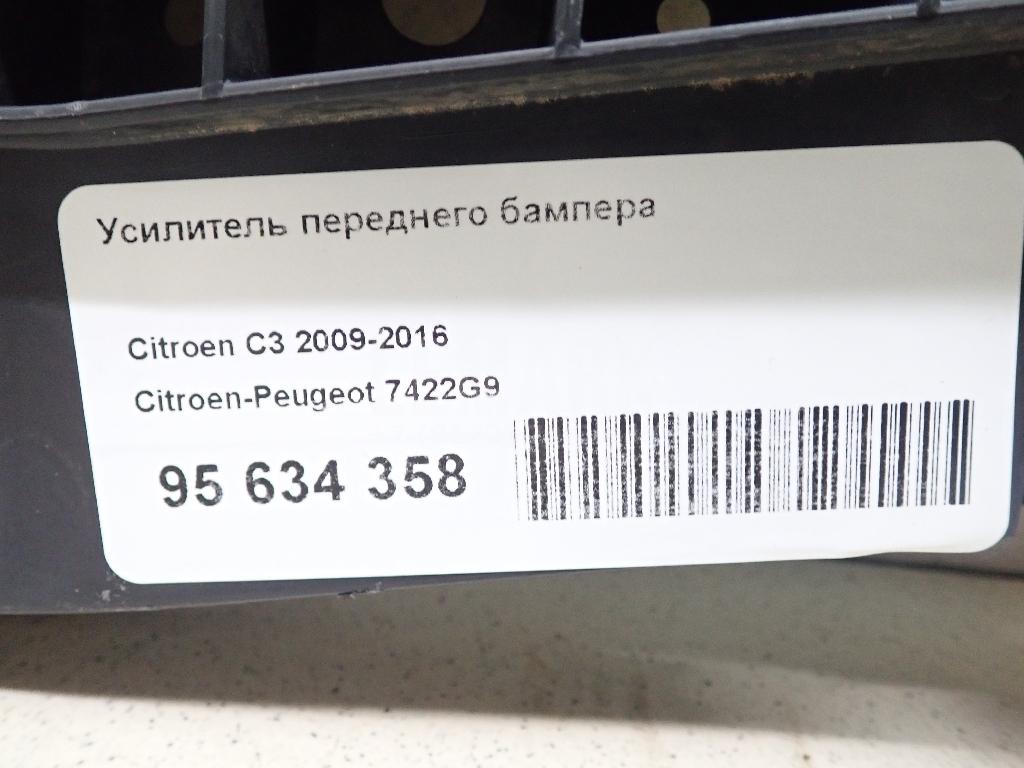 Усилитель переднего бампера
Citroen C3 2009-2016
Citroen-Peugeot 7422G9
95 634 358